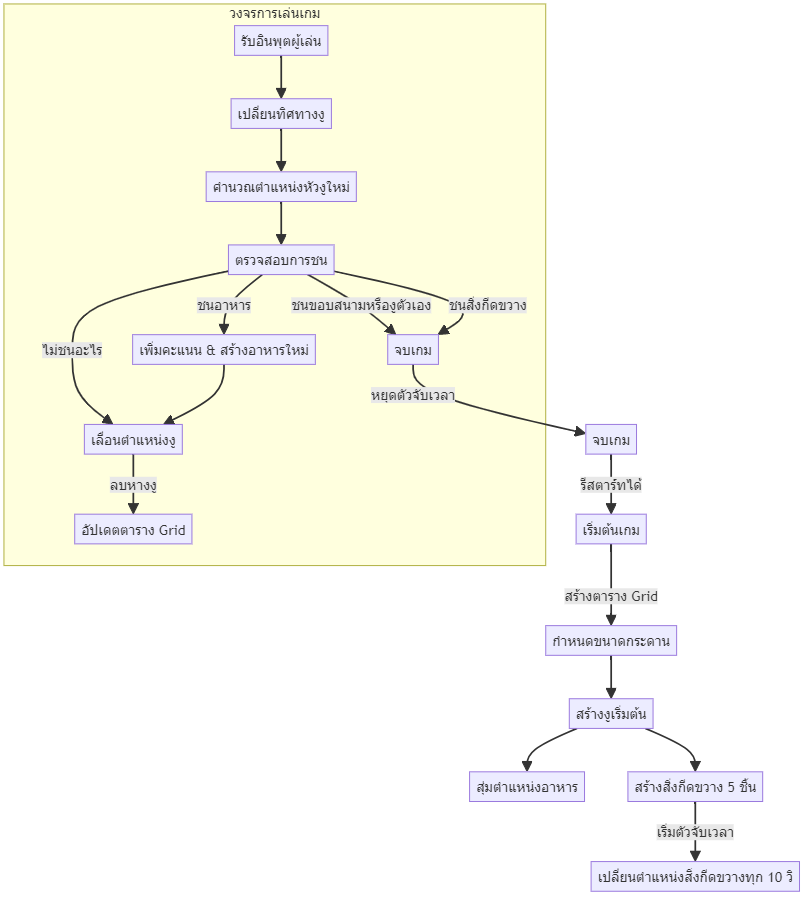 วงจรการเล่นเกม
รับอินพุตผู้เล่น
เปลี่ยนทิศทางงู
คำนวณตำแหน่งหัวงูใหม่
ตรวจสอบการชน
ชนอาหาร
ชนขอบสนามหรืองูตัวเอง
ชนสิ่งกีดขวาง
ไม่ชนอะไร
เพิ่มคะแนน & สร้างอาหารใหม่
จบเกม
หยุดตัวจับเวลา
เลื่อนตำแหน่งงู
จบเกม
ลบหางงู
รีสตาร์ทได้
อัปเดตตาราง Grid
เริ่มต้นเกม
สร้างตาราง Grid
กำหนดขนาดกระดาน
สร้างงูเริ่มต้น
สุ่มตำแหน่งอาหาร
สร้างสิ่งกีดขวาง 5 ชิ้น
เริ่มตัวจับเวลา
เปลี่ยนตำแหน่งสิ่งกีดขวางทุก 10 วิ